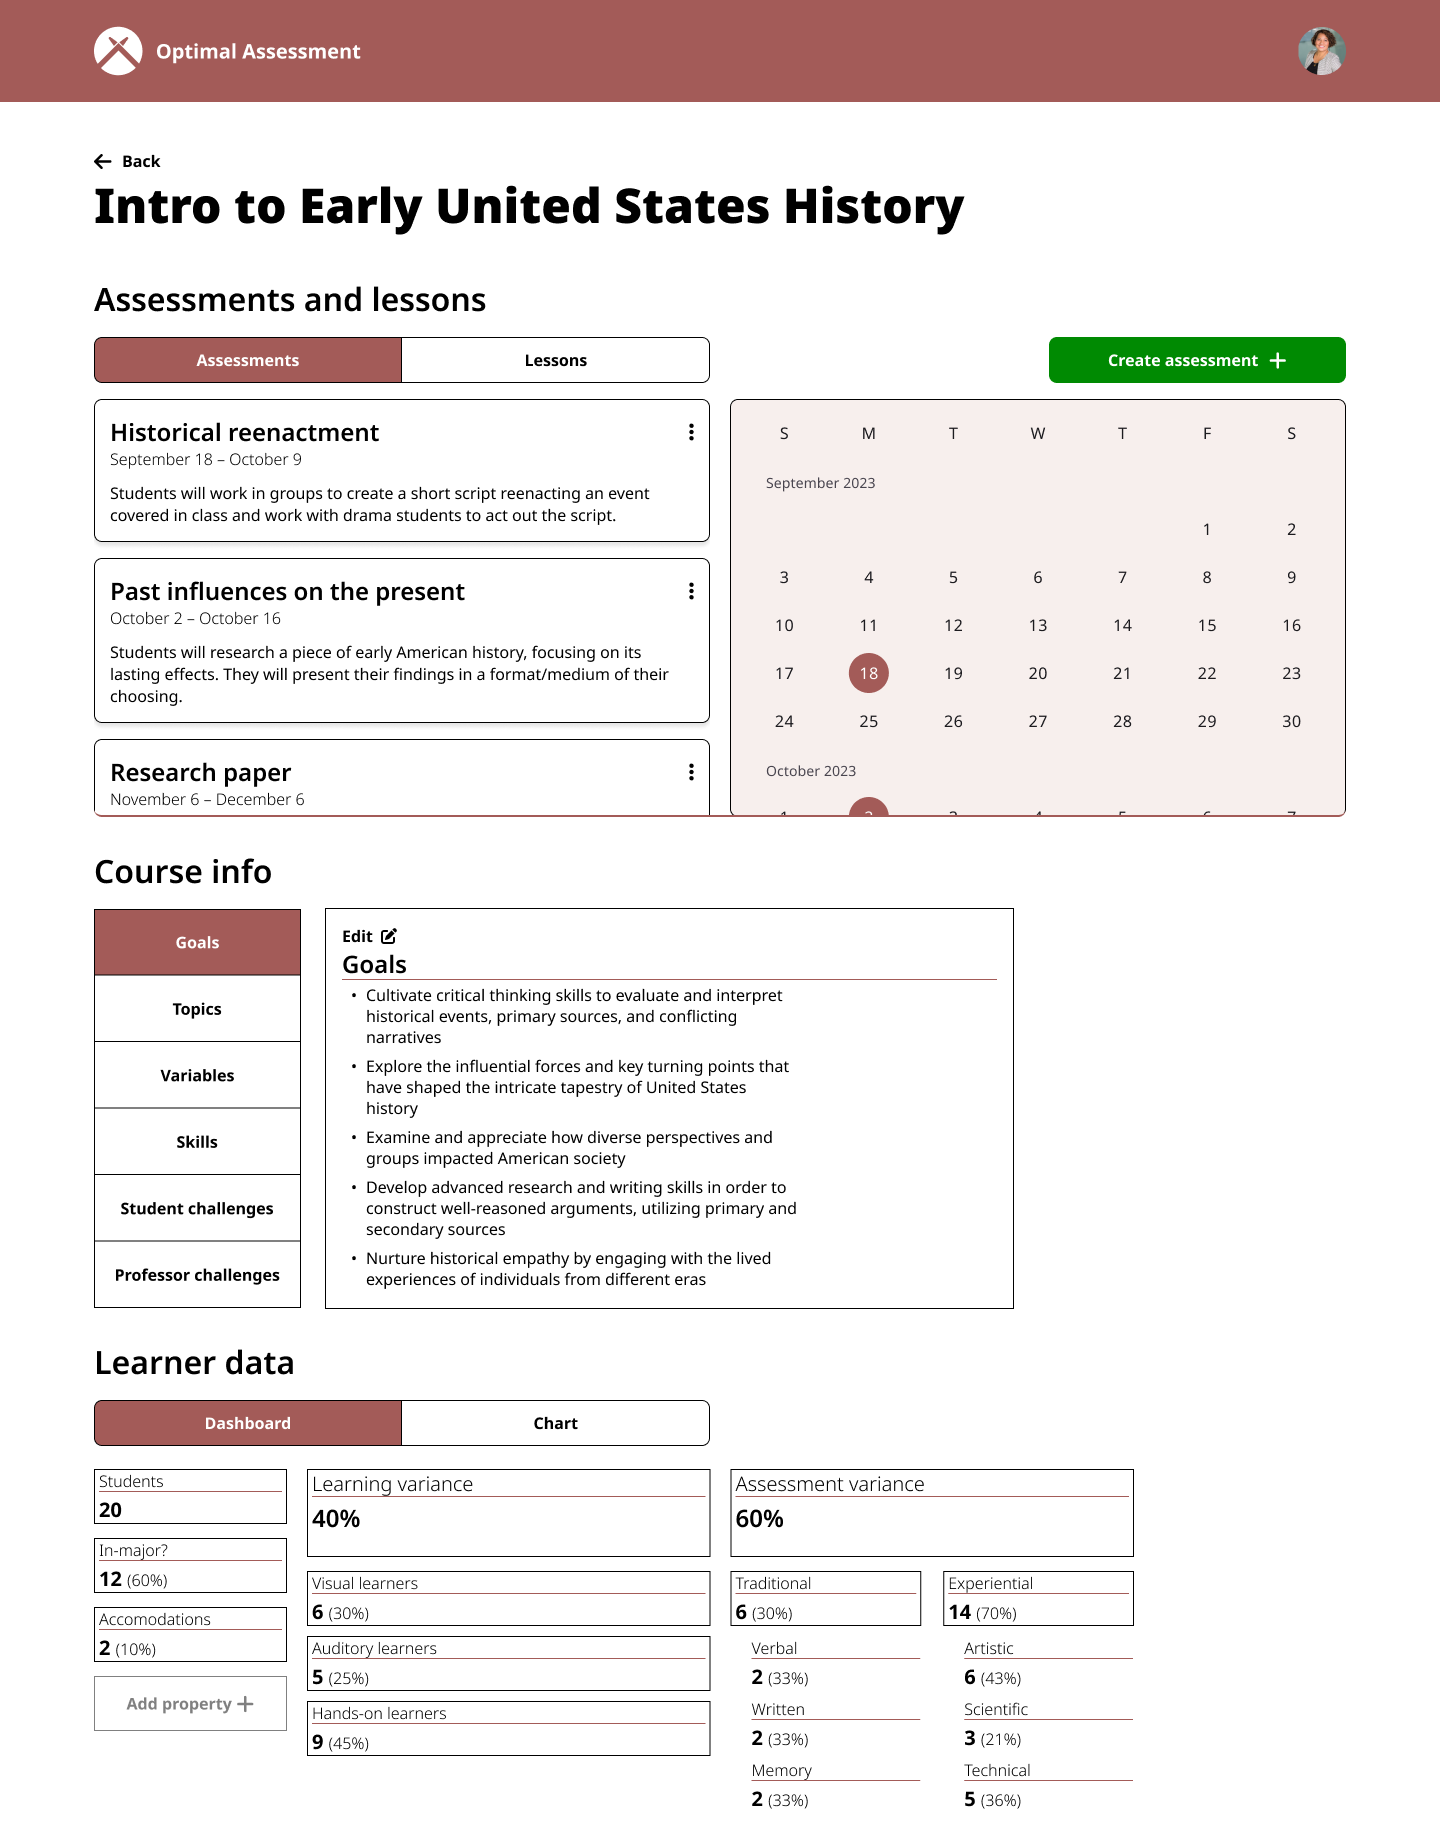 Optimal Assessment
Back
Intro to Early United States History
Assessments and lessons
Assessments
Lessons
Create assessment
Historical reenactment
September 18 – October 9
Students will work in groups to create a short script reenacting an event
covered in class and work with drama students to act out the script.
Past influences on the present
October 2 – October 16
Students will research a piece of early American history, focusing on its
lasting effects. They will present their findings in a format/medium of their
choosing.
Research paper
November 6 – December 6
S M T W T F S
September 2023
1 2
3 4 5 6 7 8 9
10 11 12 13 14 15 16
17 18 19 20 21 22 23
24 25 26 27 28 29 30
October 2023
1 2 3 4 5 6 7
Course info
Goals
Topics
Variables
Skills
Student challenges
Professor challenges
Edit
Goals
• Cultivate critical thinking skills to evaluate and interpret
historical events, primary sources, and conflicting
narratives
• Explore the influential forces and key turning points that
have shaped the intricate tapestry of United States
history
• Examine and appreciate how diverse perspectives and
groups impacted American society
• Develop advanced research and writing skills in order to
construct well-reasoned arguments, utilizing primary and
secondary sources
• Nurture historical empathy by engaging with the lived
experiences of individuals from different eras
Learner data
Dashboard
Chart
Students
20
In-major?
12 (60%)
Accomodations
2 (10%)
Add property
Learning variance
40%
Visual learners
6 (30%)
Auditory learners
5 (25%)
Hands-on learners
9 (45%)
Assessment variance
60%
Traditional
6 (30%)
Verbal
2 (33%)
Written
2 (33%)
Memory
2 (33%)
Experiential
14 (70%)
Artistic
6 (43%)
Scientific
3 (21%)
Technical
5 (36%)